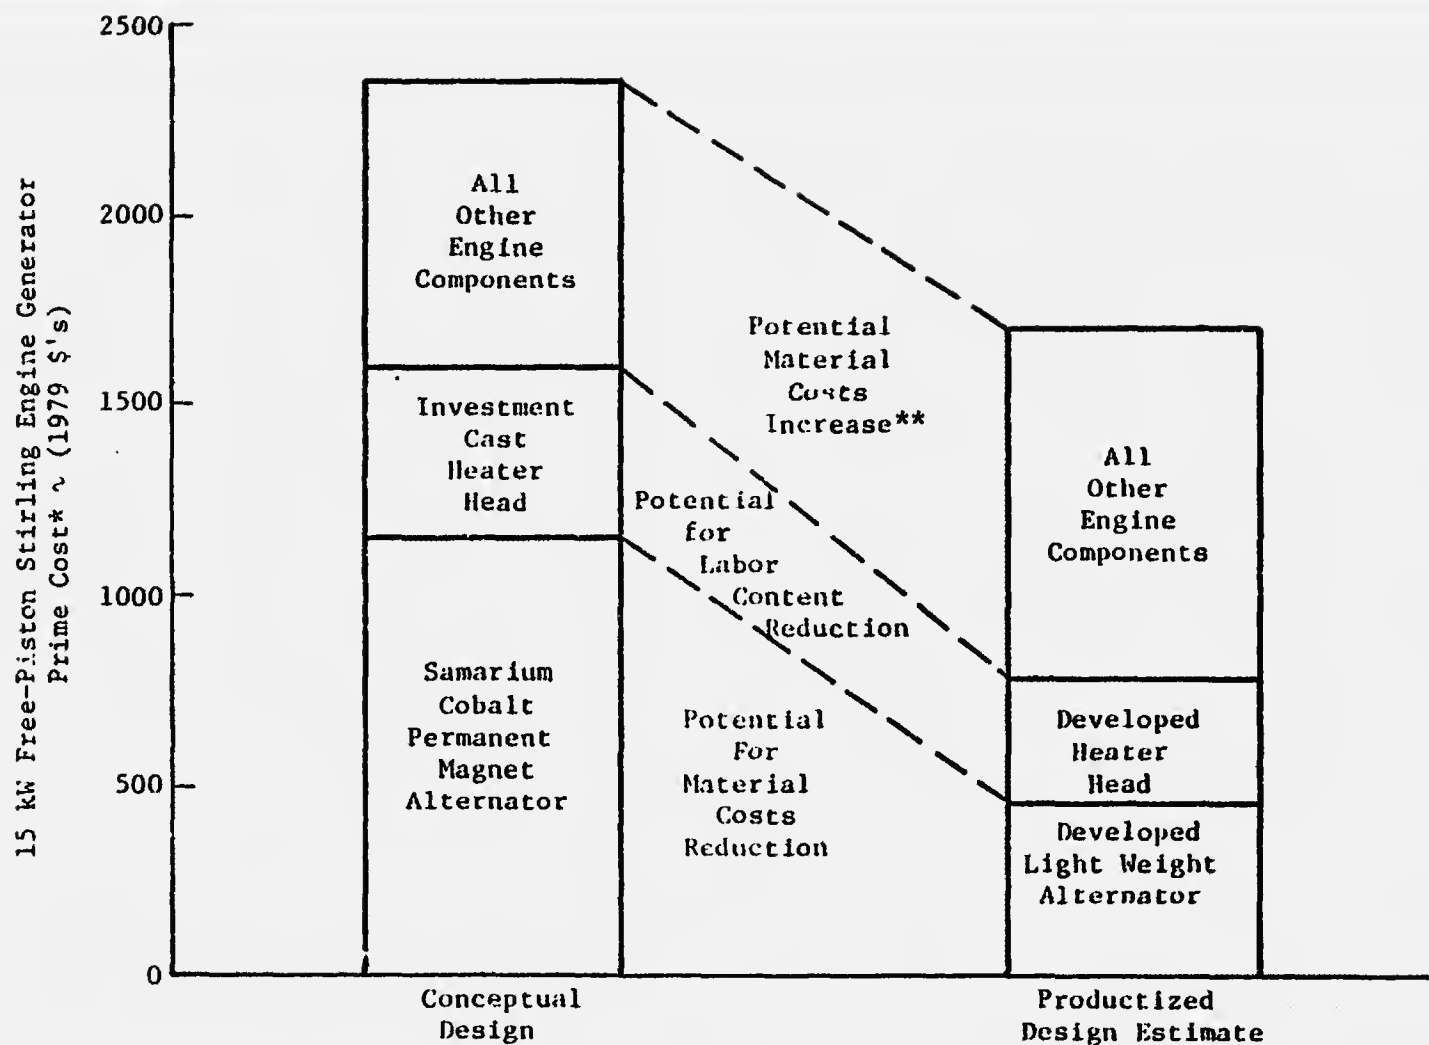 15 kW Free-Piston Stirling Engine Generator
Prime Cost* ~ (1979 $'s)
2500
2000
1500
1000
500
0
All
Other
Engine
Components
Investment
Cast
Heater
Head
Samarium
Cobalt
Permanent
Magnet
Alternator
Potential
Material
Costs
Increase**
Potential
for
Labor
Content
Reduction
Potential
For
Material
Costs
Reduction
All
Other
Engine
Components
Developed
Heater
Head
Developed
Light Weight
Alternator
Conceptual
Design
Productized
Design Estimate